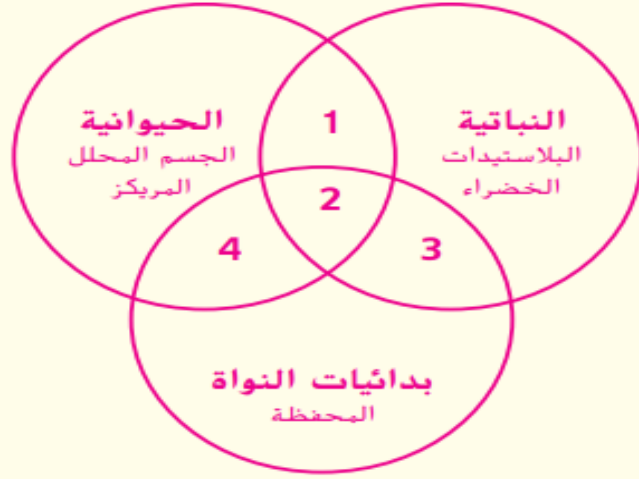 النباتية
البلاستيدات
الخضراء
1
الحيوانية
الجسم المحلل
المريكز
2
3
4
بدائيات النواة
المحفظة